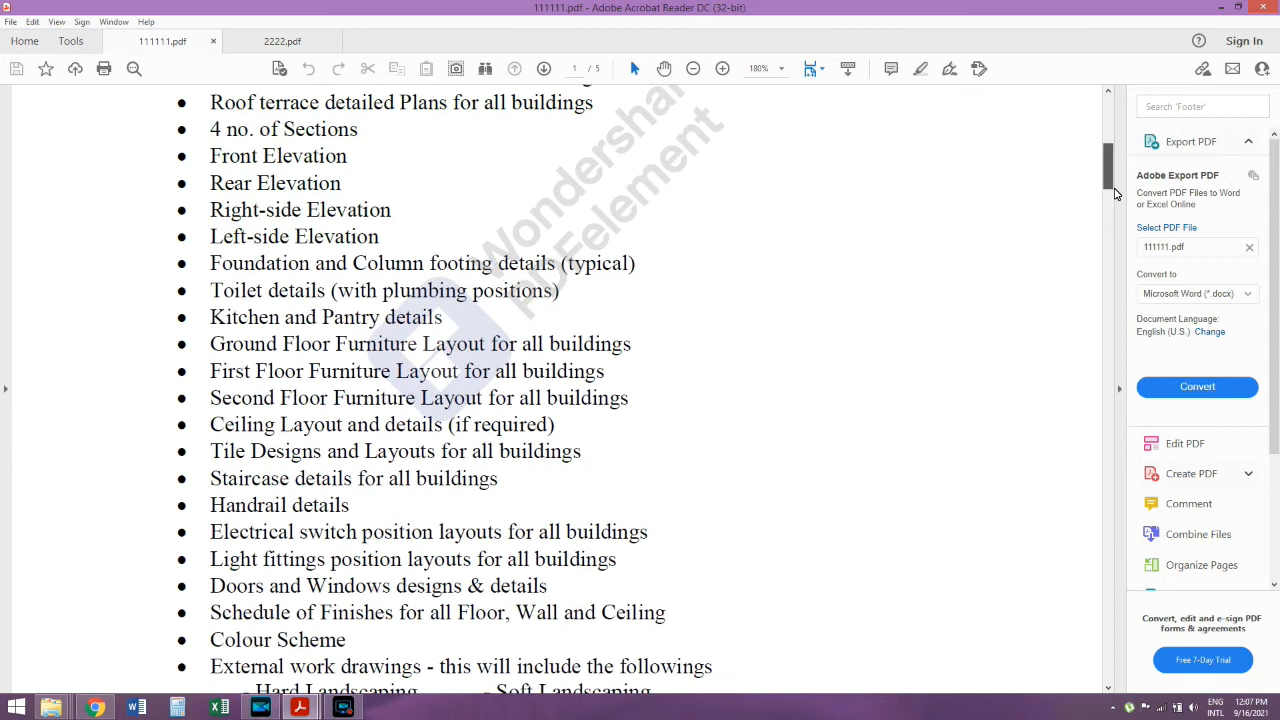 111111.pdf - Adobe Acrobat Reader DC (32-bit)
File Edit View Sign Window Help
Home Tools 111111.pdf × 2222.pdf Sign In
1 / 5 180%
Roof terrace detailed Plans for all buildings
• 4 no. of Sections
• Front Elevation
• Rear Elevation
• Right-side Elevation
• Left-side Elevation
• Foundation and Column footing details (typical)
• Toilet details (with plumbing positions)
• Kitchen and Pantry details
• Ground Floor Furniture Layout for all buildings
• First Floor Furniture Layout for all buildings
• Second Floor Furniture Layout for all buildings
• Ceiling Layout and details (if required)
• Tile Designs and Layouts for all buildings
• Staircase details for all buildings
• Handrail details
• Electrical switch position layouts for all buildings
• Light fittings position layouts for all buildings
• Doors and Windows designs & details
• Schedule of Finishes for all Floor, Wall and Ceiling
• Colour Scheme
• External work drawings - this will include the followings
- Hard Landscaping - Soft Landscaping
Wondershare
PDFelement
Search 'Footer'
Export PDF
Adobe Export PDF
Convert PDF Files to Word
or Excel Online
Select PDF File
111111.pdf
Convert to
Microsoft Word (*.docx)
Document Language:
English (U.S.) Change
Convert
Edit PDF
Create PDF
Comment
Combine Files
Organize Pages
Convert, edit and e-sign PDF
forms & agreements
Free 7-Day Trial
ENG
INTL
12:07 PM
9/16/2021